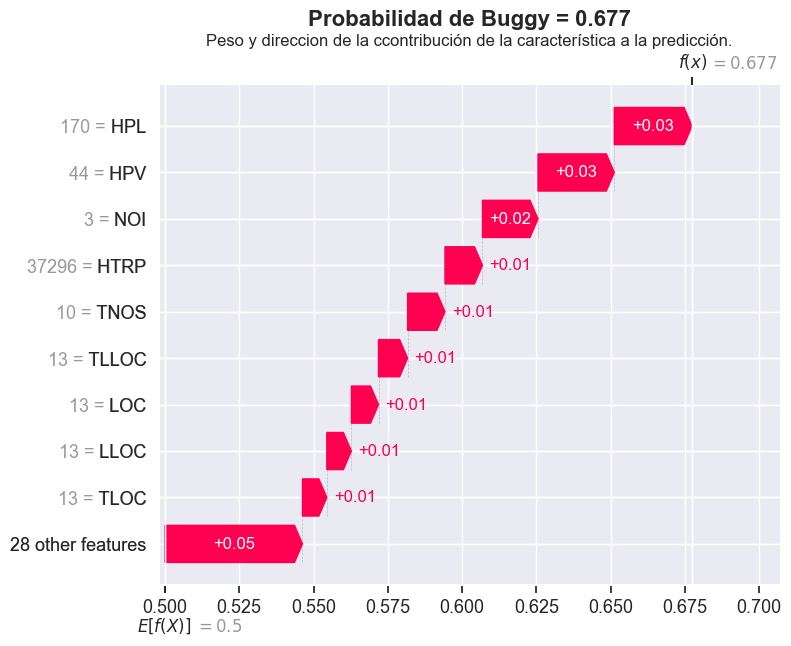 Probabilidad de Buggy = 0.677
Peso y direccion de la ccontribución de la característica a la predicción.
f(x) = 0.677
170 = HPL +0.03
44 = HPV +0.03
3 = NOI +0.02
37296 = HTRP +0.01
10 = TNOS +0.01
13 = TLLOC +0.01
13 = LOC +0.01
13 = LLOC +0.01
13 = TLOC +0.01
28 other features +0.05
0.500 0.525 0.550 0.575 0.600 0.625 0.650 0.675 0.700
E[f(X)] = 0.5